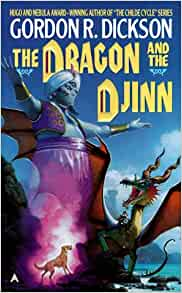 HUGO AND NEBULA AWARD-WINNING AUTHOR OF "THE CHILDE CYCLE" SERIES
GORDON R. DICKSON
THE DRAGON
AND THE
DJINN